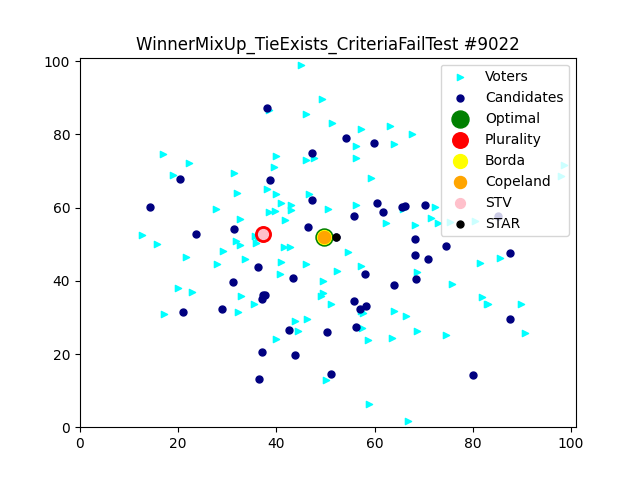 WinnerMixUp_TieExists_CriteriaFailTest #9022
100
80
60
40
20
0
0 20 40 60 80 100
Voters
Candidates
Optimal
Plurality
Borda
Copeland
STV
STAR